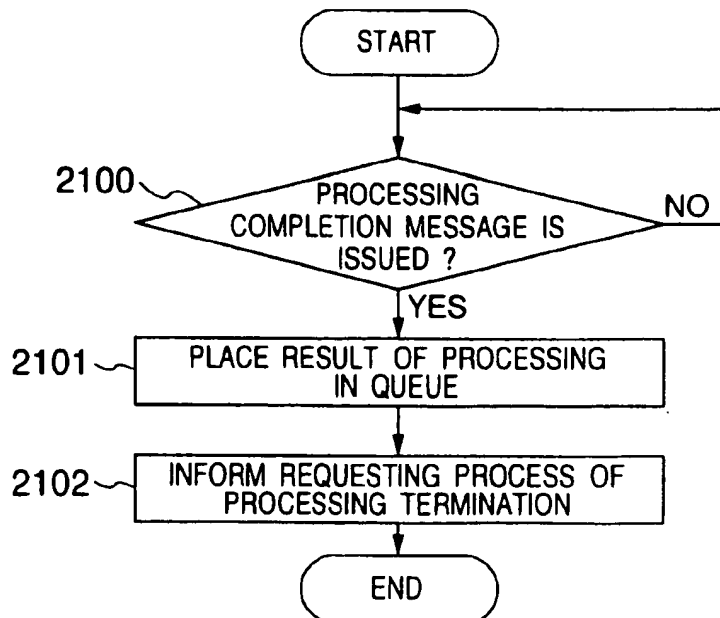 START
2100
PROCESSING
COMPLETION MESSAGE IS
ISSUED ?
NO
YES
2101
PLACE RESULT OF PROCESSING
IN QUEUE
2102
INFORM REQUESTING PROCESS OF
PROCESSING TERMINATION
END